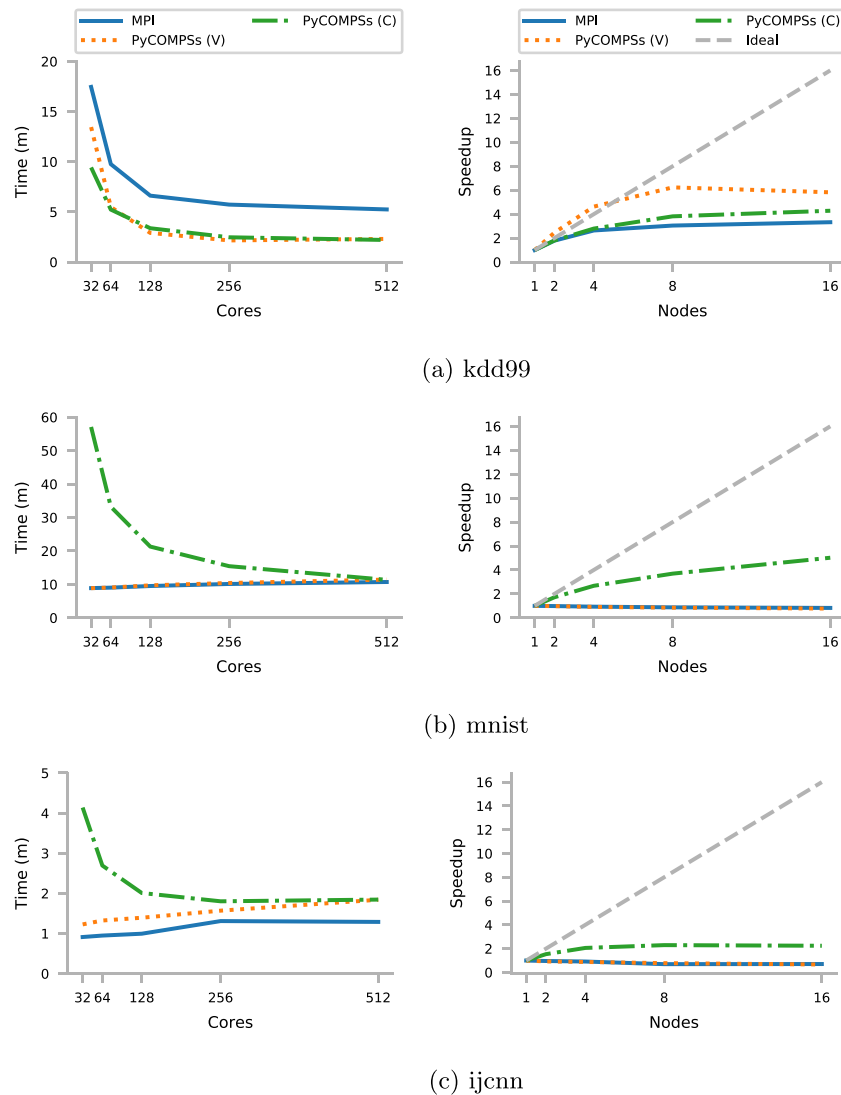 MPI PyCOMPSs (C)
PyCOMPSs (V)
MPI PyCOMPSs (C)
PyCOMPSs (V) Ideal
20
15
10
5
0
Time (m)
32 64 128 256 512
Cores
16
14
12
10
8
6
4
2
0
Speedup
1 2 4 8 16
Nodes
(a) kdd99
60
50
40
30
20
10
0
Time (m)
32 64 128 256 512
Cores
16
14
12
10
8
6
4
2
0
Speedup
1 2 4 8 16
Nodes
(b) mnist
5
4
3
2
1
0
Time (m)
32 64 128 256 512
Cores
16
14
12
10
8
6
4
2
0
Speedup
1 2 4 8 16
Nodes
(c) ijcnn